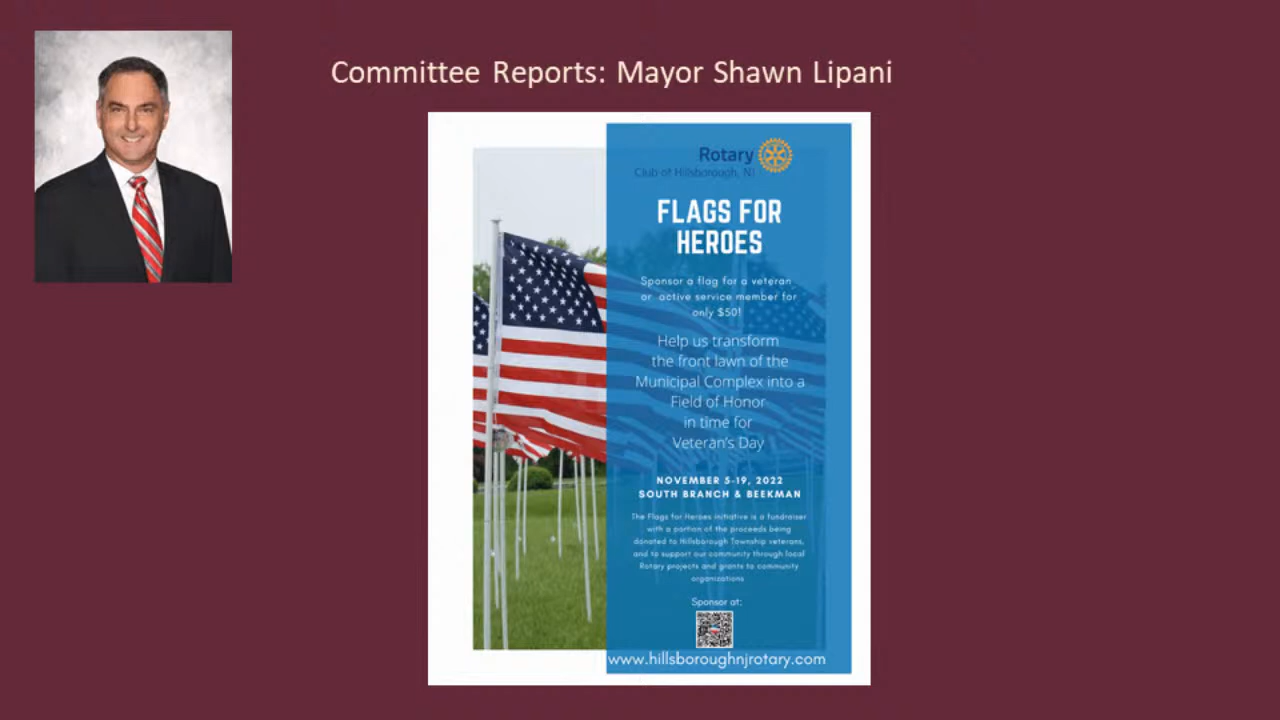 Committee Reports: Mayor Shawn Lipani
Rotary
Club of Hillsborough, NJ
FLAGS FOR
HEROES
Sponsor a flag for a veteran
or active service member for
only $50!
Help us transform
the front lawn of the
Municipal Complex into a
Field of Honor
in time for
Veteran's Day
NOVEMBER 5-19, 2022
SOUTH BRANCH & BEEKMAN
The Flags for Heroes initiative is a fundraiser
with a portion of the proceeds being
donated to Hillsborough Township veterans,
and to support our community through local
Rotary projects and grants to community
organizations
Sponsor at:
www.hillsboroughnjrotary.com